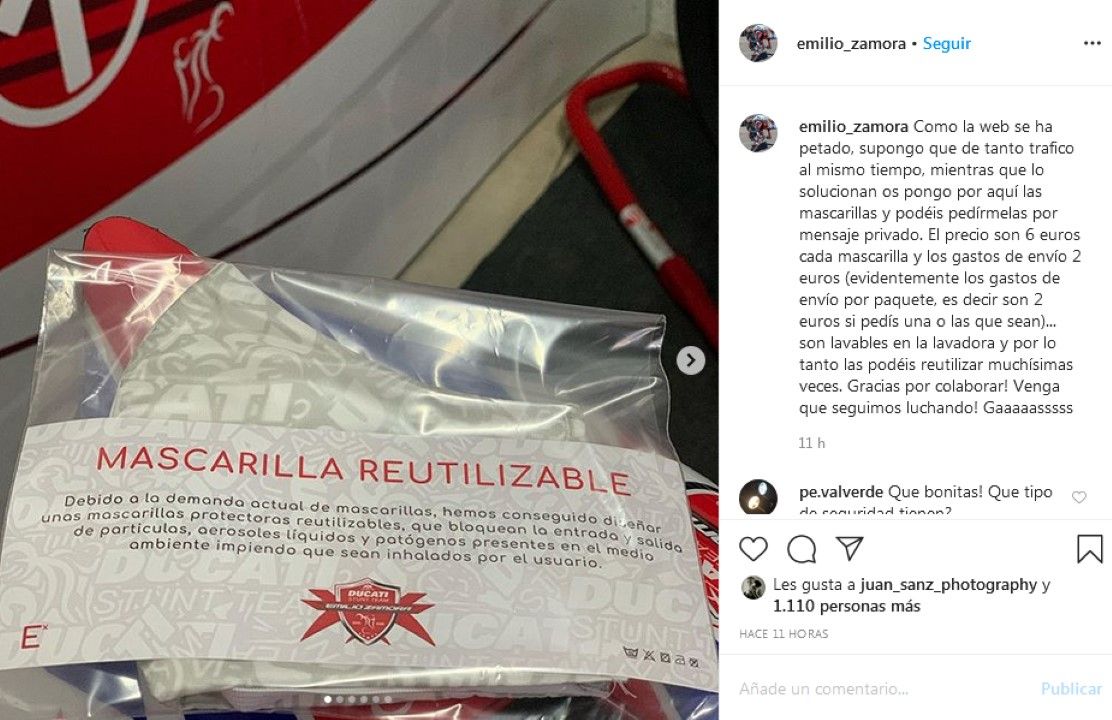 MASCARILLA REUTILIZABLE
Debido a la demanda actual de mascarillas, hemos conseguido diseñar
unas mascarillas protectoras reutilizables, que bloquean la entrada y salida
de partículas, aerosoles líquidos y patógenos presentes en el medio
ambiente impiendo que sean inhalados por el usuario.
DUCATI
STUNT TEAM
EMILIO ZAMORA
E×
emilio_zamora • Seguir
emilio_zamora Como la web se ha
petado, supongo que de tanto trafico
al mismo tiempo, mientras que lo
solucionan os pongo por aquí las
mascarillas y podéis pedírmelas por
mensaje privado. El precio son 6 euros
cada mascarilla y los gastos de envío 2
euros (evidentemente los gastos de
envío por paquete, es decir son 2
euros si pedís una o las que sean)...
son lavables en la lavadora y por lo
tanto las podéis reutilizar muchísimas
veces. Gracias por colaborar! Venga
que seguimos luchando! Gaaaaasssss
11 h
pe.valverde Que bonitas! Que tipo
de seguridad tienen?
Les gusta a juan_sanz_photography y
1.110 personas más
HACE 11 HORAS
Añade un comentario... Publicar